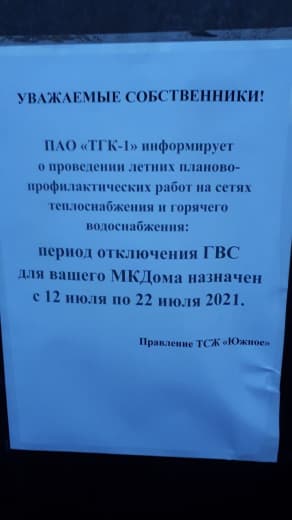 УВАЖАЕМЫЕ СОБСТВЕННИКИ!
ПАО «ТГК-1» информирует
о проведении летних планово-
профилактических работ на сетях
теплоснабжения и горячего
водоснабжения:
период отключения ГВС
для вашего МКДома назначен
с 12 июля по 22 июля 2021.
Правление ТСЖ «Южное»